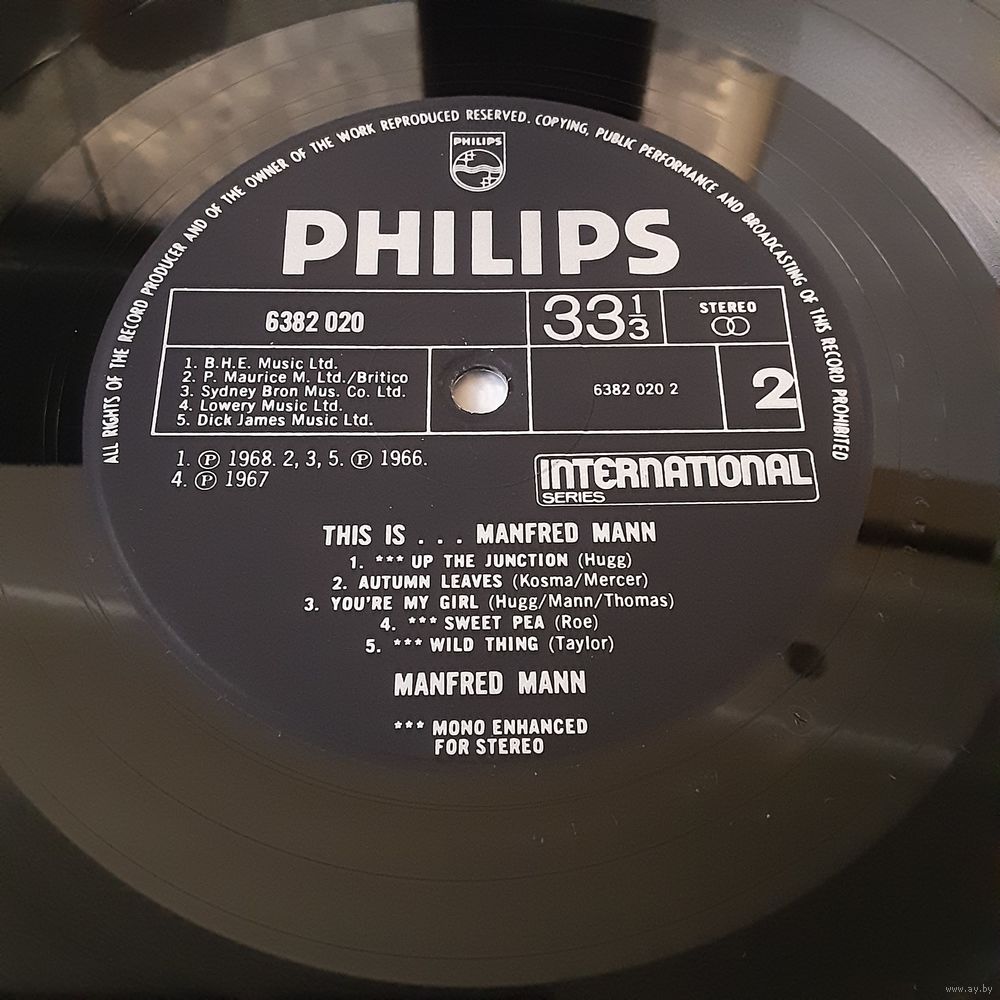 ALL RIGHTS OF THE RECORD PRODUCER AND OF THE OWNER OF THE WORK REPRODUCED RESERVED. COPYING, PUBLIC PERFORMANCE AND BROADCASTING OF THIS RECORD PROHIBITED
PHILIPS
PHILIPS
6382 020
33 1/3
STEREO
1. B.H.E. Music Ltd.
2. P. Maurice M. Ltd./Britico
3. Sydney Bron Mus. Co. Ltd.
4. Lowery Music Ltd.
5. Dick James Music Ltd.
6382 020 2
2
1. ℗ 1968. 2, 3, 5. ℗ 1966.
4. ℗ 1967
INTERNATIONAL
SERIES
THIS IS . . . MANFRED MANN
1. *** UP THE JUNCTION (Hugg)
2. AUTUMN LEAVES (Kosma/Mercer)
3. YOU'RE MY GIRL (Hugg/Mann/Thomas)
4. *** SWEET PEA (Roe)
5. *** WILD THING (Taylor)
MANFRED MANN
*** MONO ENHANCED
FOR STEREO
www.ay.by